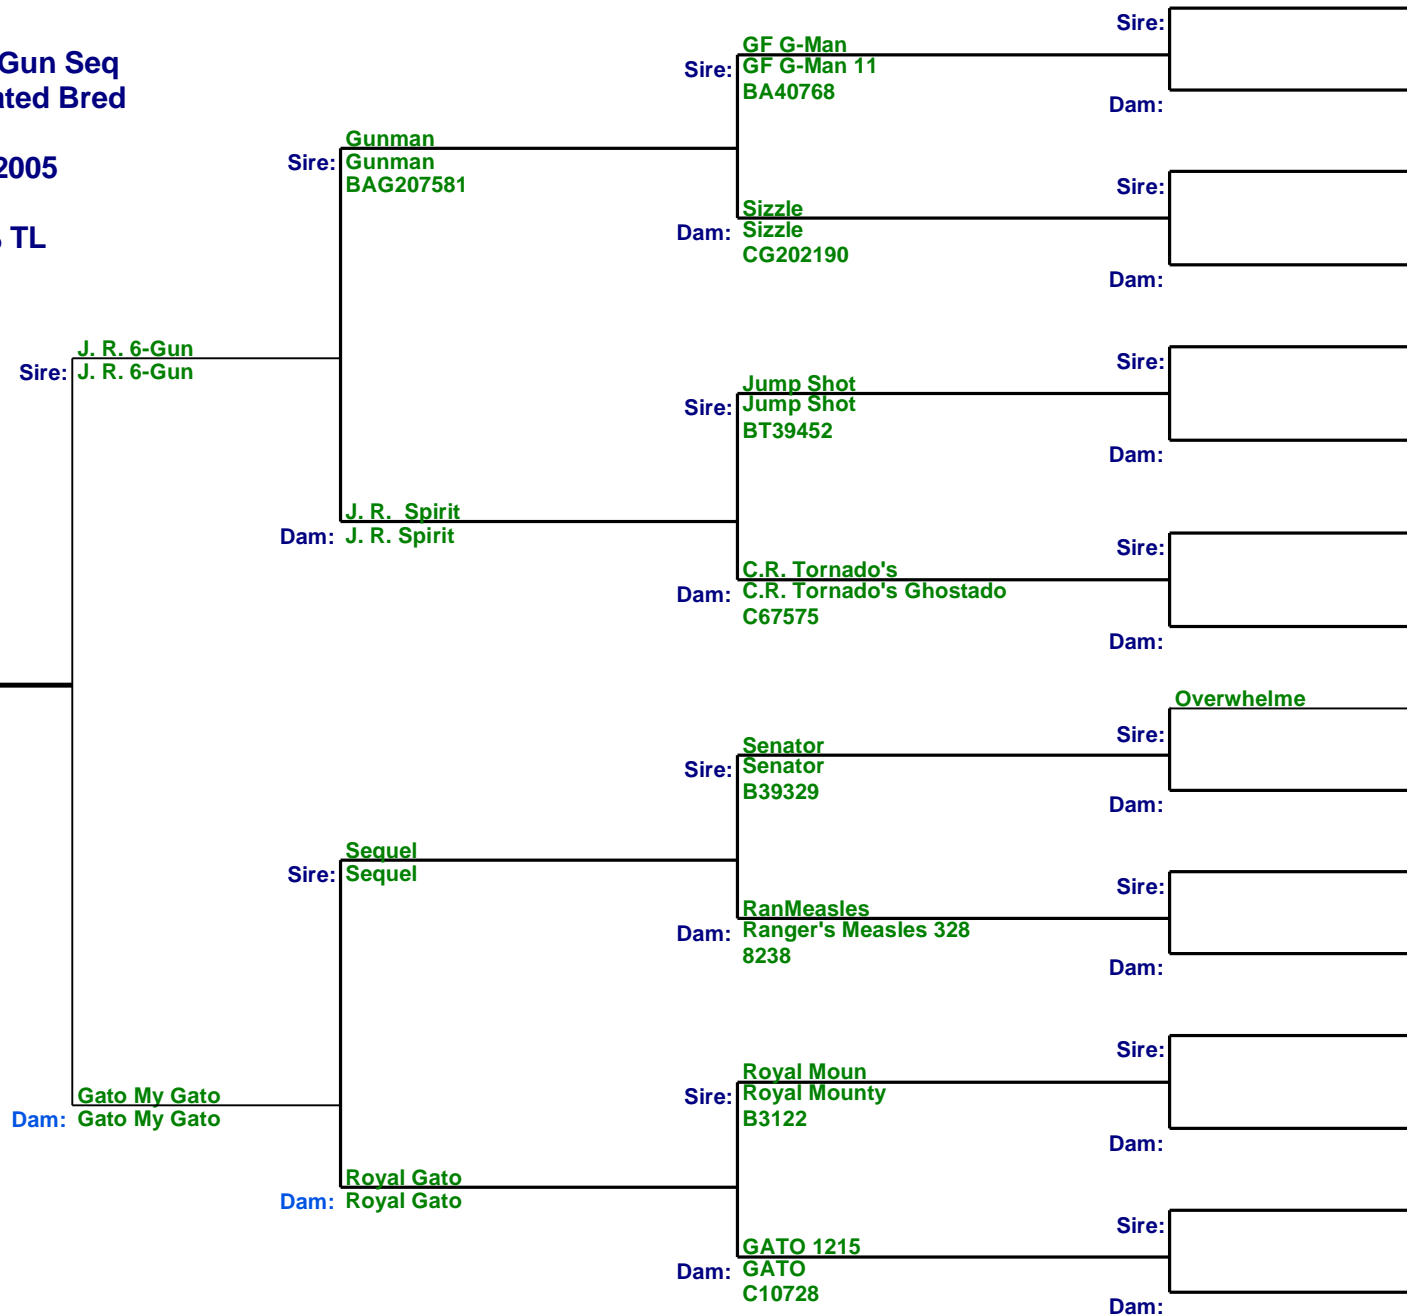 Gun Seq
ated Bred
2005
TL
Sire:
J. R. 6-Gun
J. R. 6-Gun
Dam:
Gato My Gato
Gato My Gato
Sire:
Gunman
Gunman
BAG207581
Dam:
J. R.  Spirit
J. R. Spirit
Sire:
Sequel
Sequel
Dam:
Royal Gato
Royal Gato
Sire:
GF G-Man
GF G-Man 11
BA40768
Dam:
Sizzle
Sizzle
CG202190
Sire:
Jump Shot
Jump Shot
BT39452
Dam:
C.R. Tornado's
C.R. Tornado's Ghostado
C67575
Sire:
Senator
Senator
B39329
Dam:
RanMeasles
Ranger's Measles 328
8238
Sire:
Royal Moun
Royal Mounty
B3122
Dam:
GATO 1215
GATO
C10728
Sire:
Dam:
Sire:
Dam:
Sire:
Dam:
Sire:
Dam:
Overwhelme
Sire:
Dam:
Sire:
Dam:
Sire:
Dam:
Sire:
Dam: